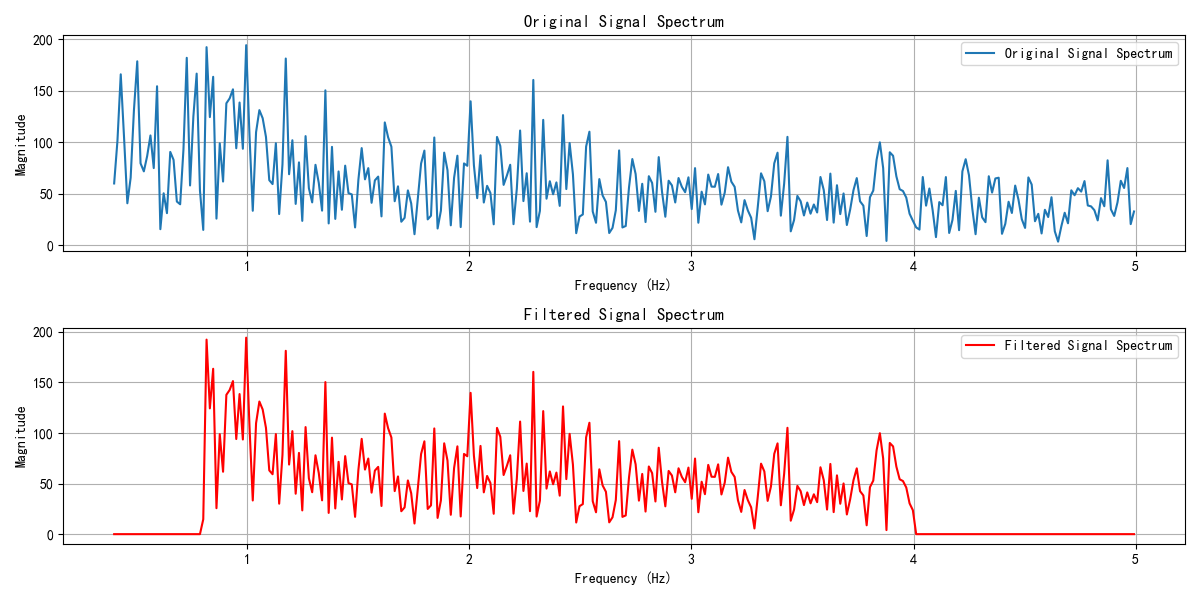 Original Signal Spectrum
200
150
100
50
0
Magnitude
Original Signal Spectrum
1
2
3
4
5
Frequency (Hz)
Filtered Signal Spectrum
200
150
100
50
0
Magnitude
Filtered Signal Spectrum
1
2
3
4
5
Frequency (Hz)